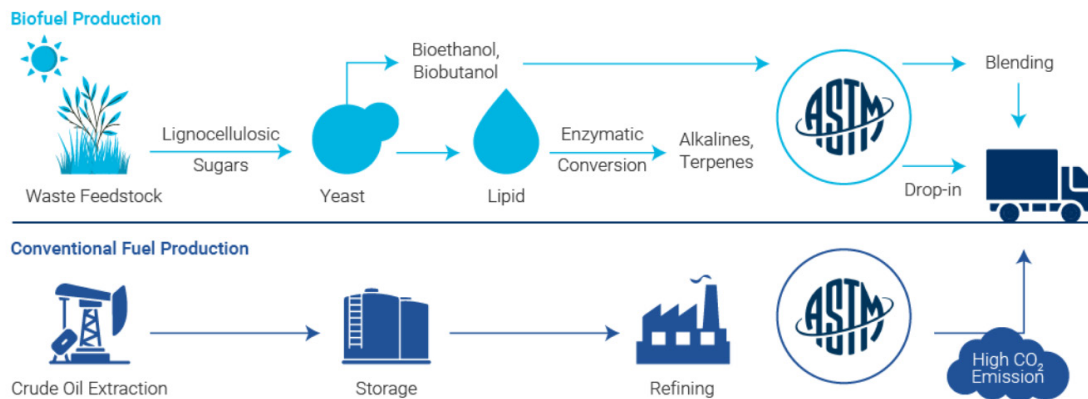 Biofuel Production
Bioethanol,
Biobutanol
Blending
Lignocellulosic
Sugars
Enzymatic
Conversion
Alkalines,
Terpenes
ASTM
Drop-in
Waste Feedstock
Yeast
Lipid
Conventional Fuel Production
ASTM
High CO₂
Emission
Crude Oil Extraction
Storage
Refining